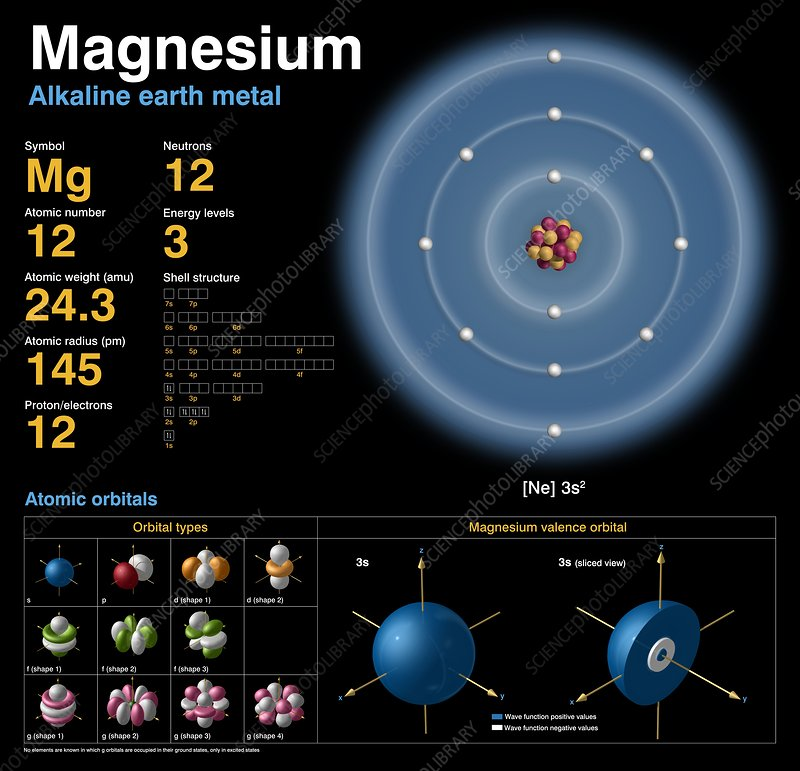 Magnesium
Alkaline earth metal
Symbol
Mg
Neutrons
12
Atomic number
12
Energy levels
3
Atomic weight (amu)
24.3
Shell structure
7s 7p
6s 6p 6d
5s 5p 5d 5f
4s 4p 4d 4f
3s 3p 3d
2s 2p
1s
Atomic radius (pm)
145
Proton/electrons
12
[Ne] 3s²
Atomic orbitals
Orbital types
s
p
d (shape 1)
d (shape 2)
f (shape 1)
f (shape 2)
f (shape 3)
g (shape 1)
g (shape 2)
g (shape 3)
g (shape 4)
Magnesium valence orbital
3s
z
x
y
3s (sliced view)
z
x
y
Wave function positive values
Wave function negative values
No elements are known in which g orbitals are occupied in their ground states, only in excited states
SCIENCEphotoLIBRARY